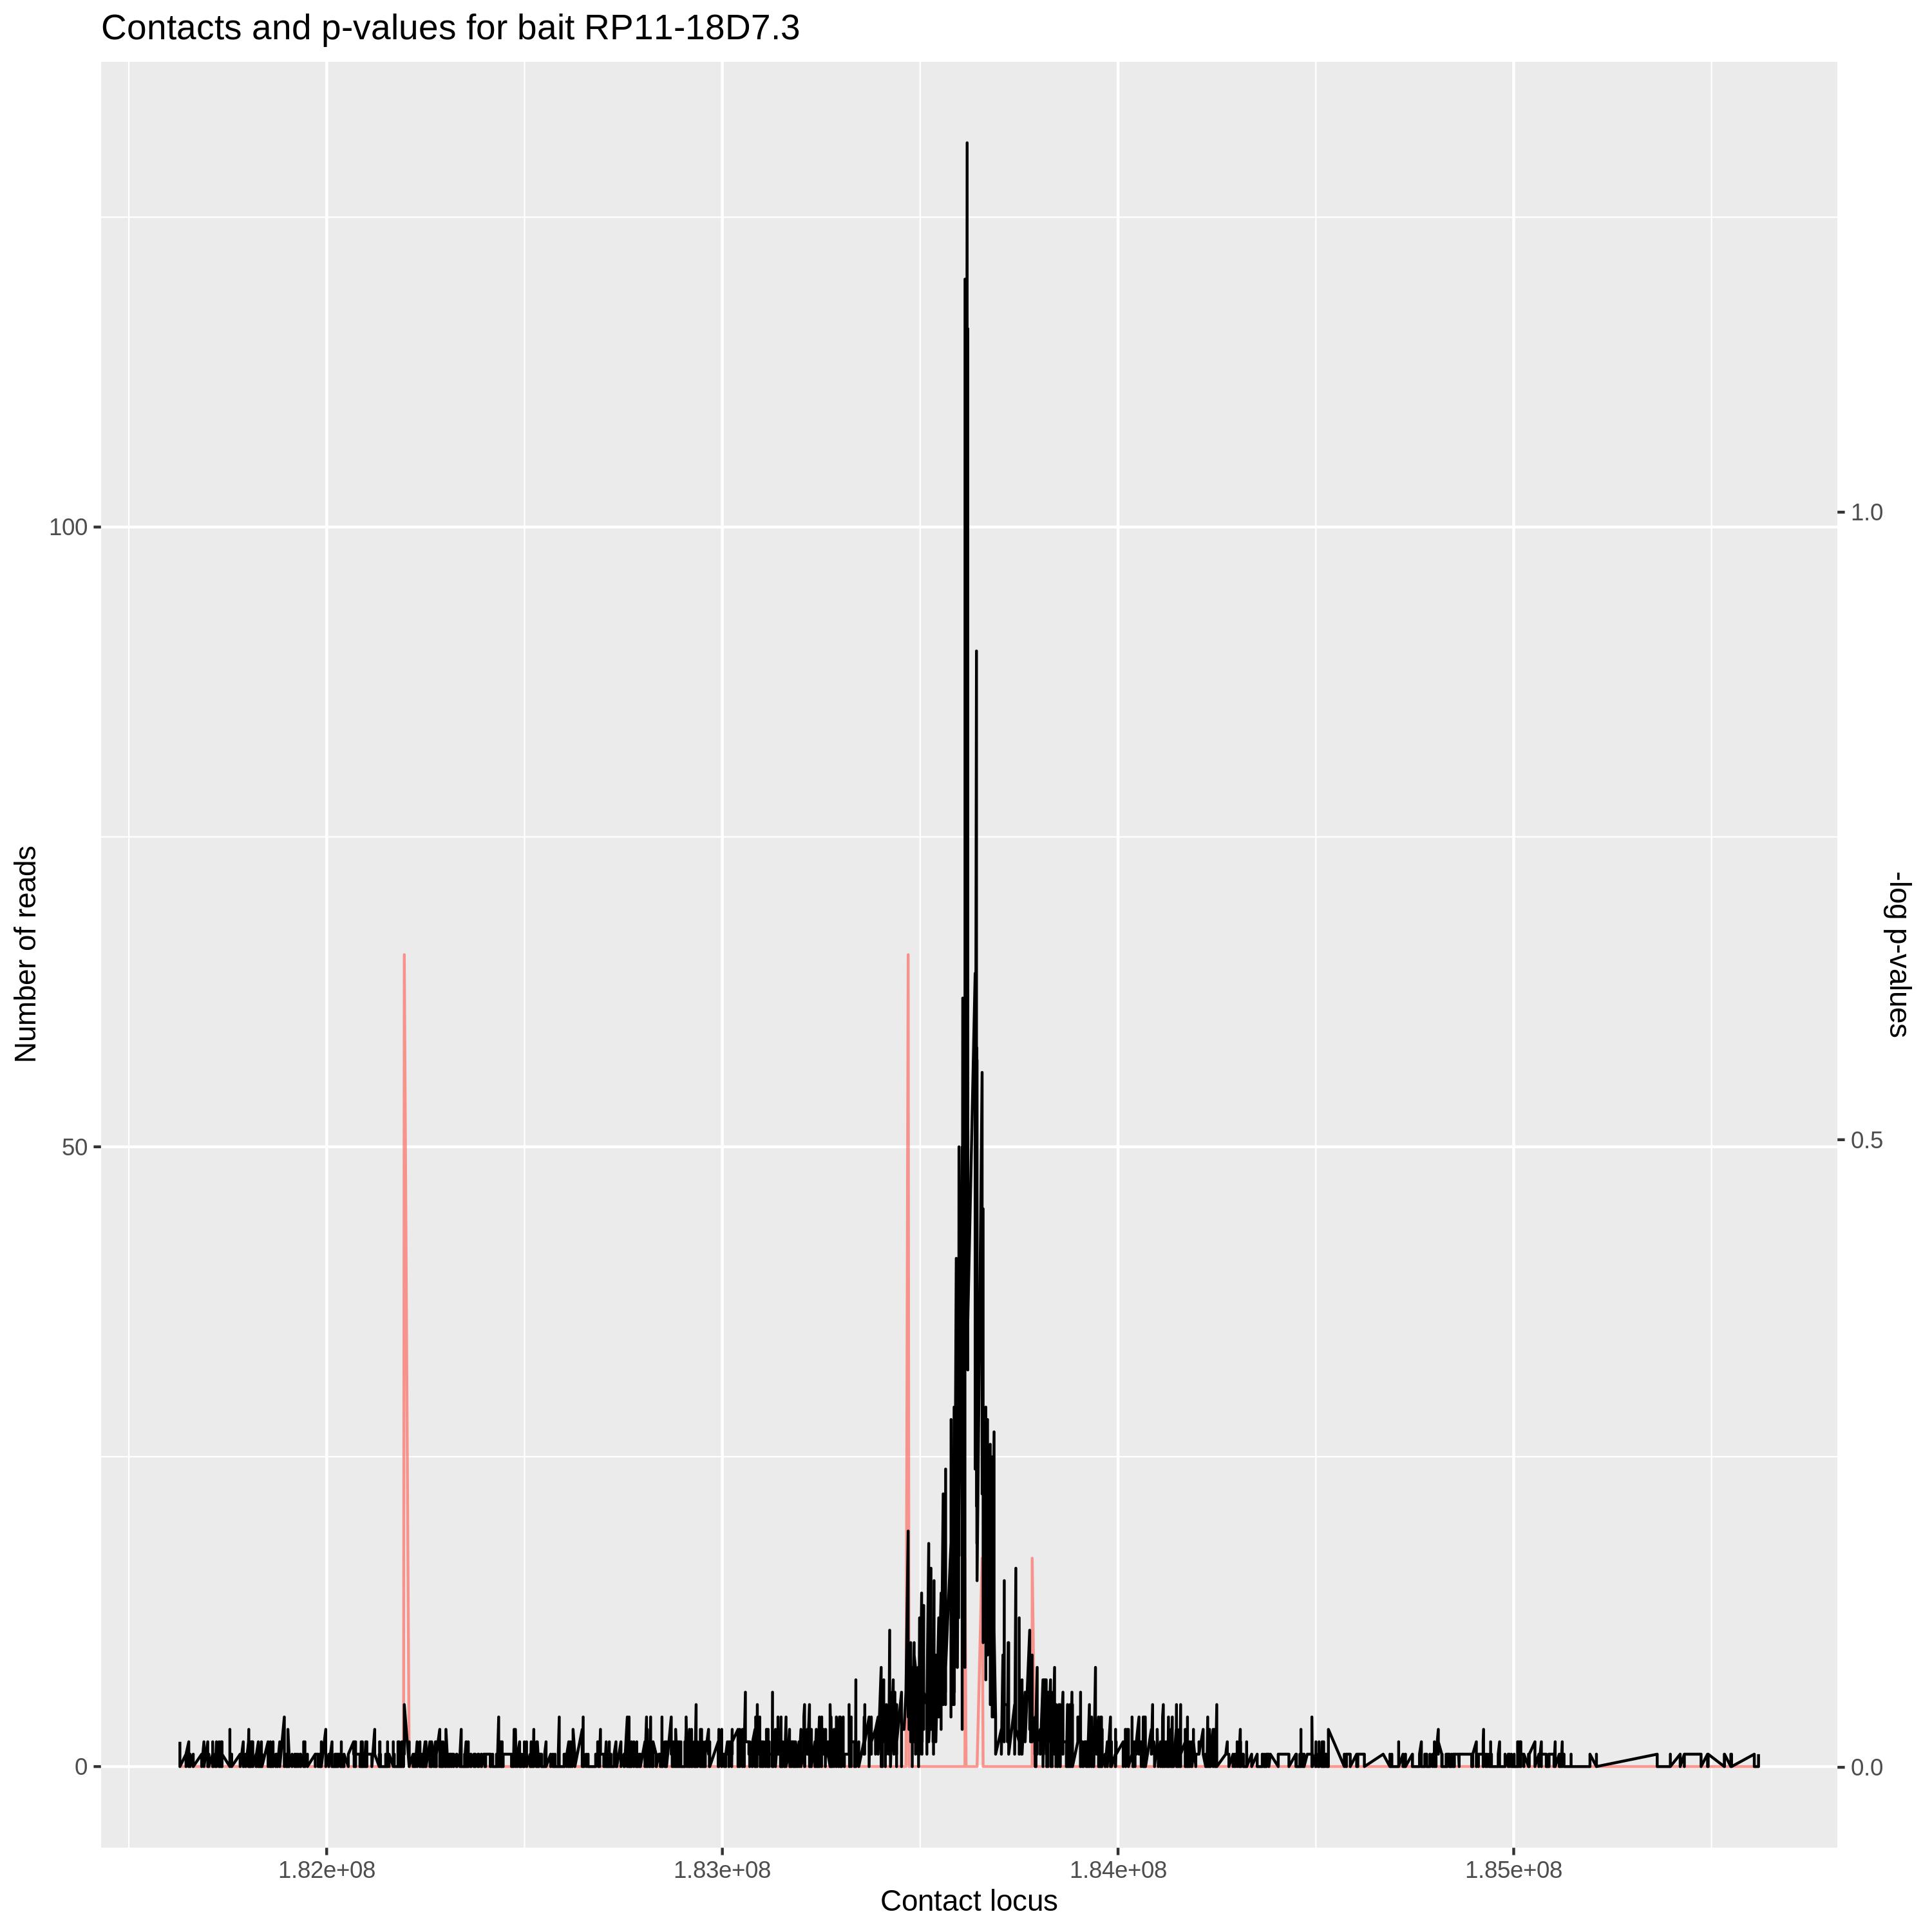 Contacts and p-values for bait RP11-18D7.3
Number of reads
100
50
0
1.0
0.5
0.0
-log p-values
1.82e+08
1.83e+08
1.84e+08
1.85e+08
Contact locus